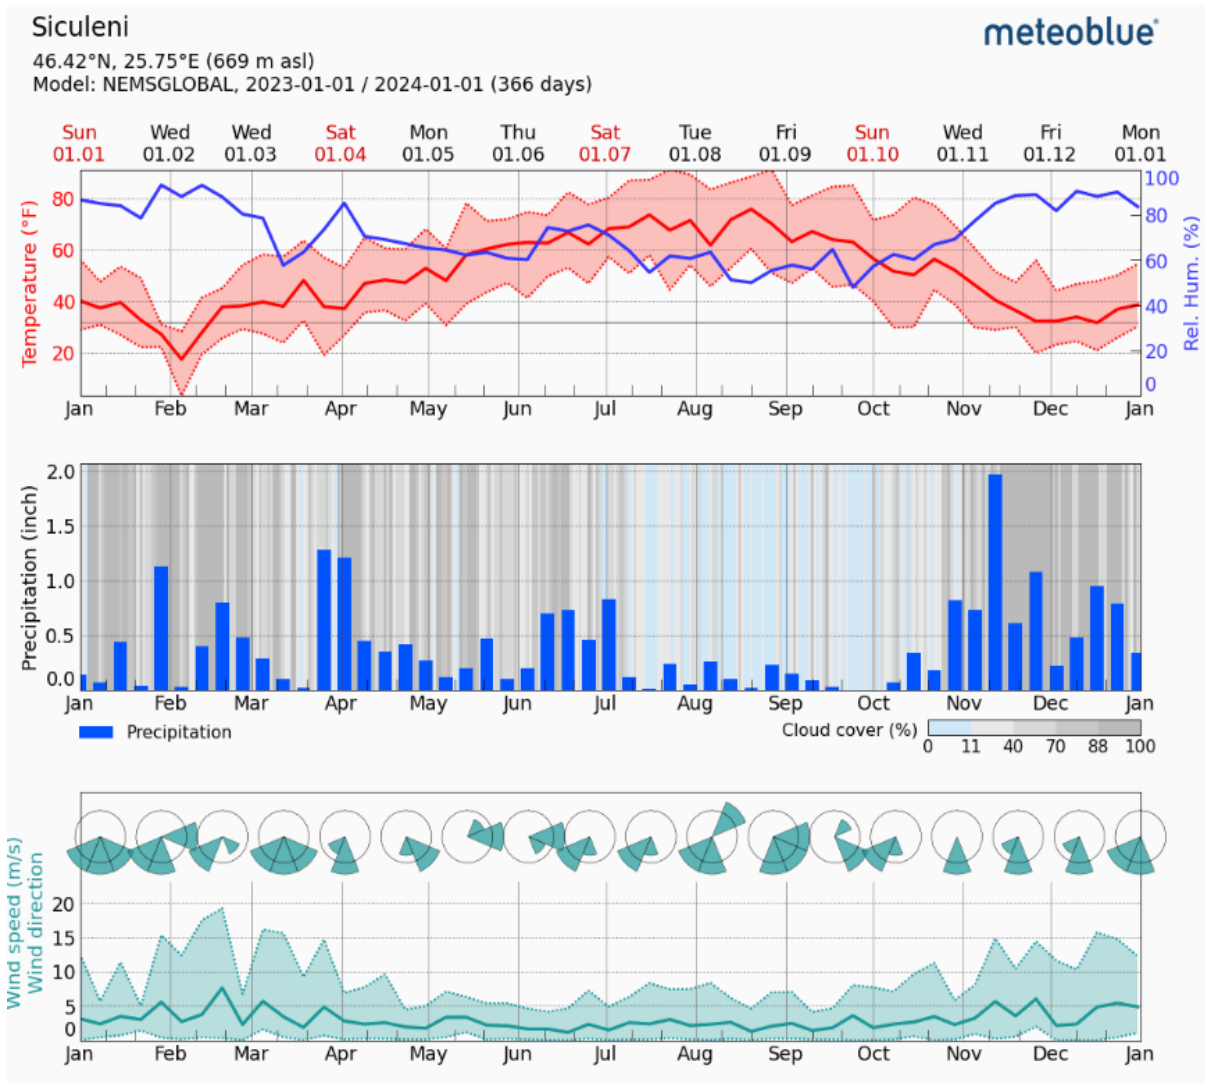 Siculeni
meteoblue
46.42°N, 25.75°E (669 m asl)
Model: NEMSGLOBAL, 2023-01-01 / 2024-01-01 (366 days)
Sun Wed Wed Sat Mon Thu Sat Tue Fri Sun Wed Fri Mon
01.01 01.02 01.03 01.04 01.05 01.06 01.07 01.08 01.09 01.10 01.11 01.12 01.01
Temperature (°F)
80
60
40
20
100
80
60
40
20
0
Rel. Hum. (%)
Jan Feb Mar Apr May Jun Jul Aug Sep Oct Nov Dec Jan
Precipitation (inch)
2.0
1.5
1.0
0.5
0.0
Jan Feb Mar Apr May Jun Jul Aug Sep Oct Nov Dec Jan
Precipitation
Cloud cover (%)
0 11 40 70 88 100
Wind speed (m/s)
Wind direction
20
15
10
5
0
Jan Feb Mar Apr May Jun Jul Aug Sep Oct Nov Dec Jan